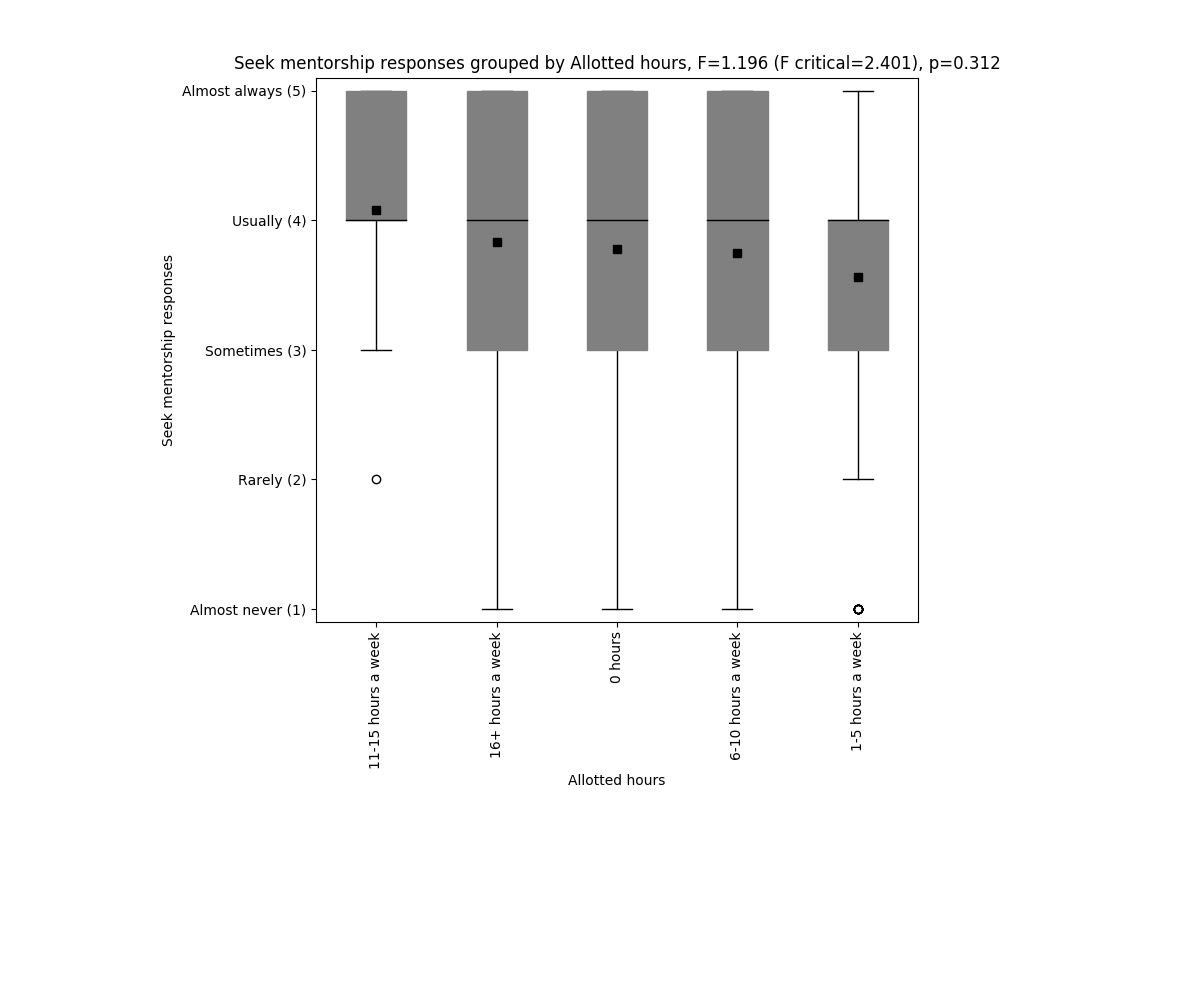 Seek mentorship responses grouped by Allotted hours, F=1.196 (F critical=2.401), p=0.312
Almost always (5)
Usually (4)
Sometimes (3)
Rarely (2)
Almost never (1)
Seek mentorship responses
11-15 hours a week
16+ hours a week
0 hours
6-10 hours a week
1-5 hours a week
Allotted hours